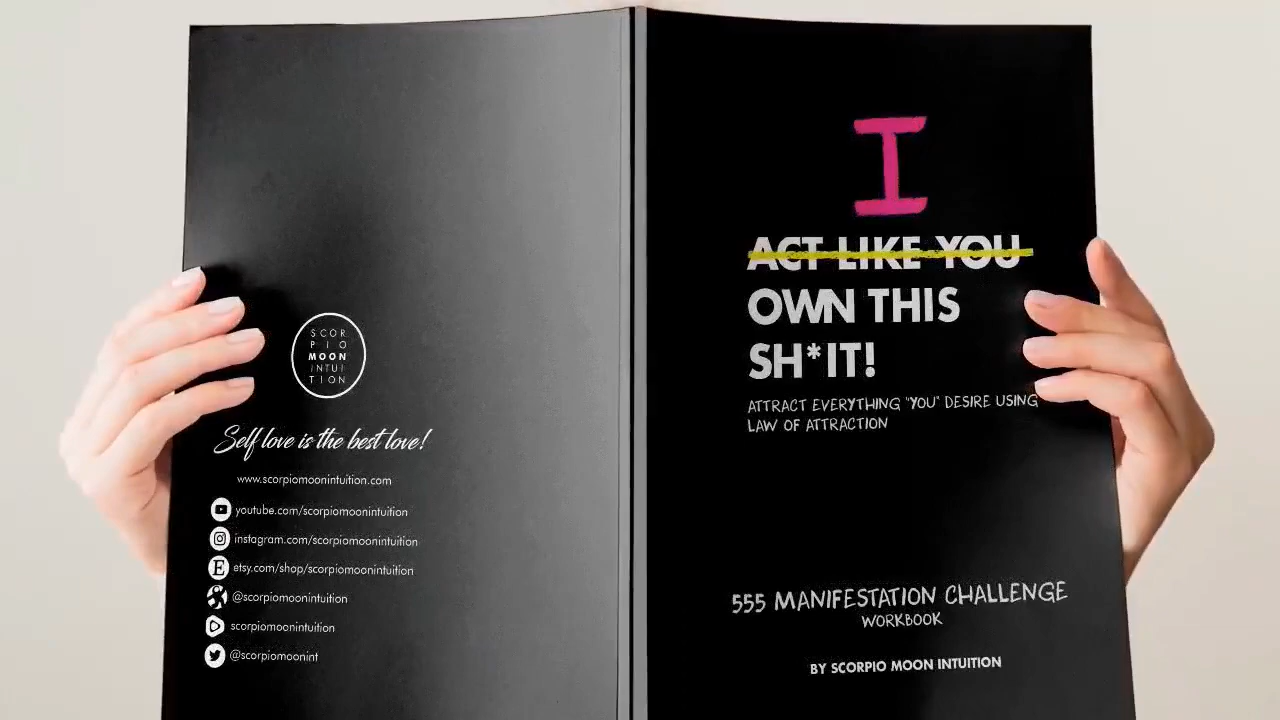 SCOR
PIO
MOON
INTUI
TION
Self love is the best love!
www.scorpiomoonintuition.com
youtube.com/scorpiomoonintuition
instagram.com/scorpiomoonintuition
E etsy.com/shop/scorpiomoonintuition
@scorpiomoonintuition
scorpiomoonintuition
@scorpiomoonint
I
ACT LIKE YOU
OWN THIS
SH*IT!
ATTRACT EVERYTHING "YOU" DESIRE USING
LAW OF ATTRACTION
555 MANIFESTATION CHALLENGE
WORKBOOK
BY SCORPIO MOON INTUITION